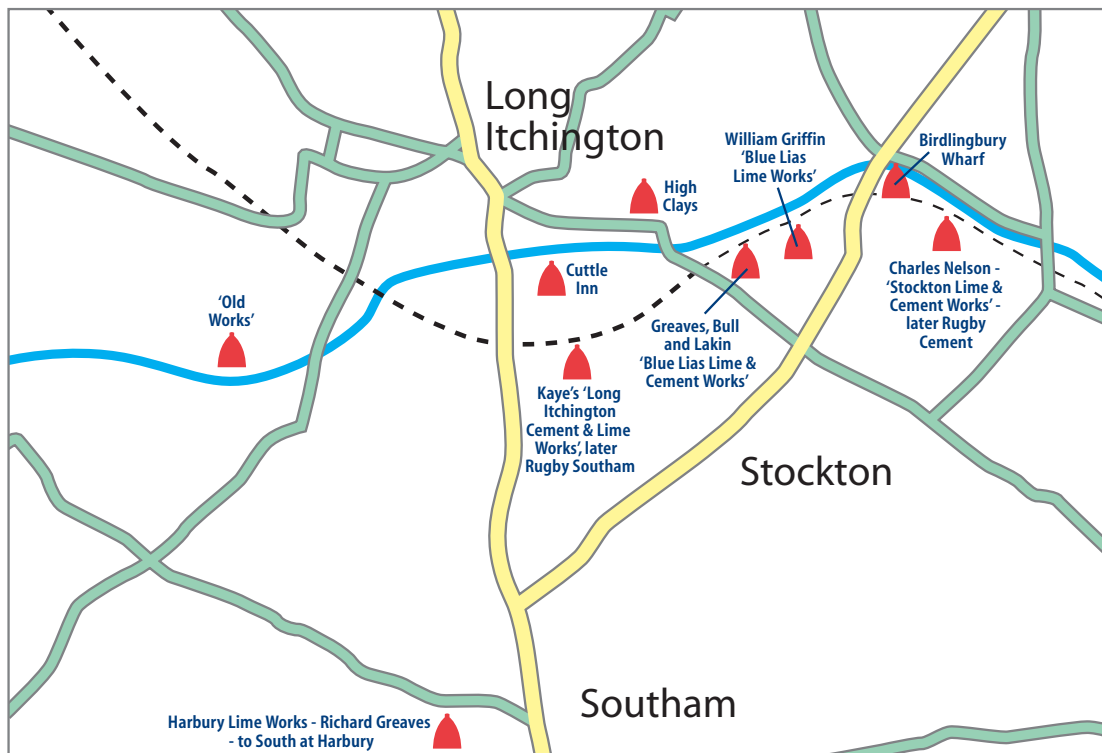 Long
Itchington
William Griffin
'Blue Lias
Lime Works'
Birdlingbury
Wharf
High
Clays
Cuttle
Inn
'Old
Works'
Greaves, Bull
and Lakin
'Blue Lias Lime &
Cement Works'
Charles Nelson -
'Stockton Lime &
Cement Works' -
later Rugby
Cement
Kaye's 'Long
Itchington
Cement & Lime
Works', later
Rugby Southam
Stockton
Southam
Harbury Lime Works - Richard Greaves
- to South at Harbury